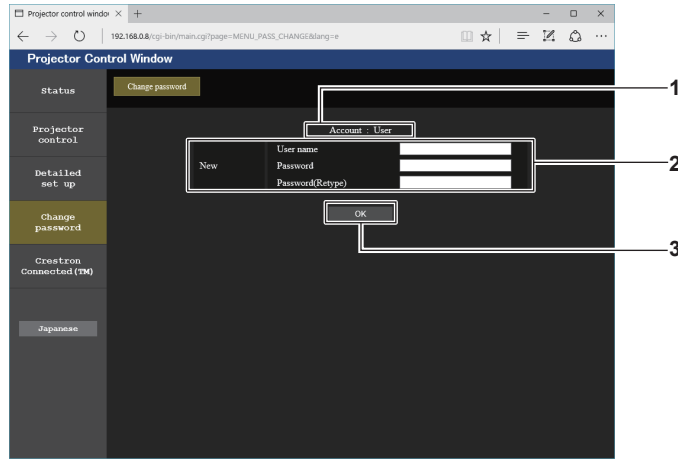 Projector control windo
192.168.0.8/cgi-bin/main.cgi?page=MENU_PASS_CHANGE&lang=e
Projector Control Window
Status
Change password
1
Projector
control
Account : User
User name
2
New
Password
Password(Retype)
Detailed
set up
Change
password
OK
3
Crestron
Connected(TM)
Japanese